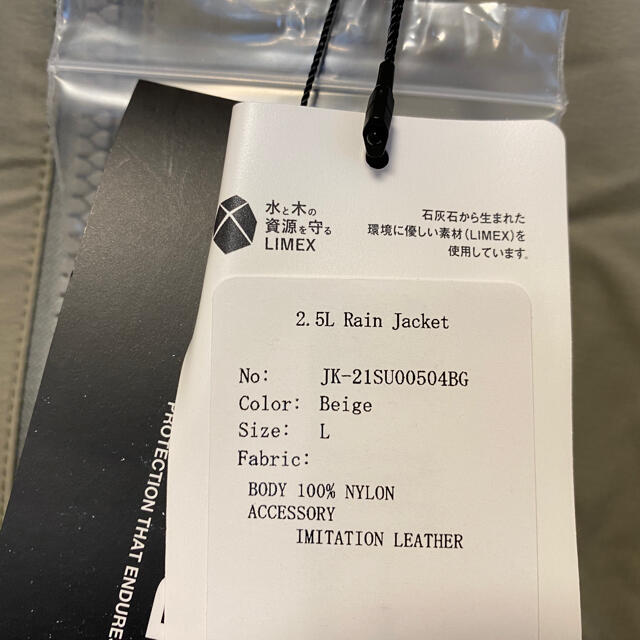 水と木の
資源を守る
LIMEX
石灰石から生まれた
環境に優しい素材(LIMEX)を
使用しています。
2.5L Rain Jacket
No: JK-21SU00504BG
Color: Beige
Size: L
Fabric:
BODY 100% NYLON
ACCESSORY
IMITATION LEATHER
PROTECTION THAT ENDURE